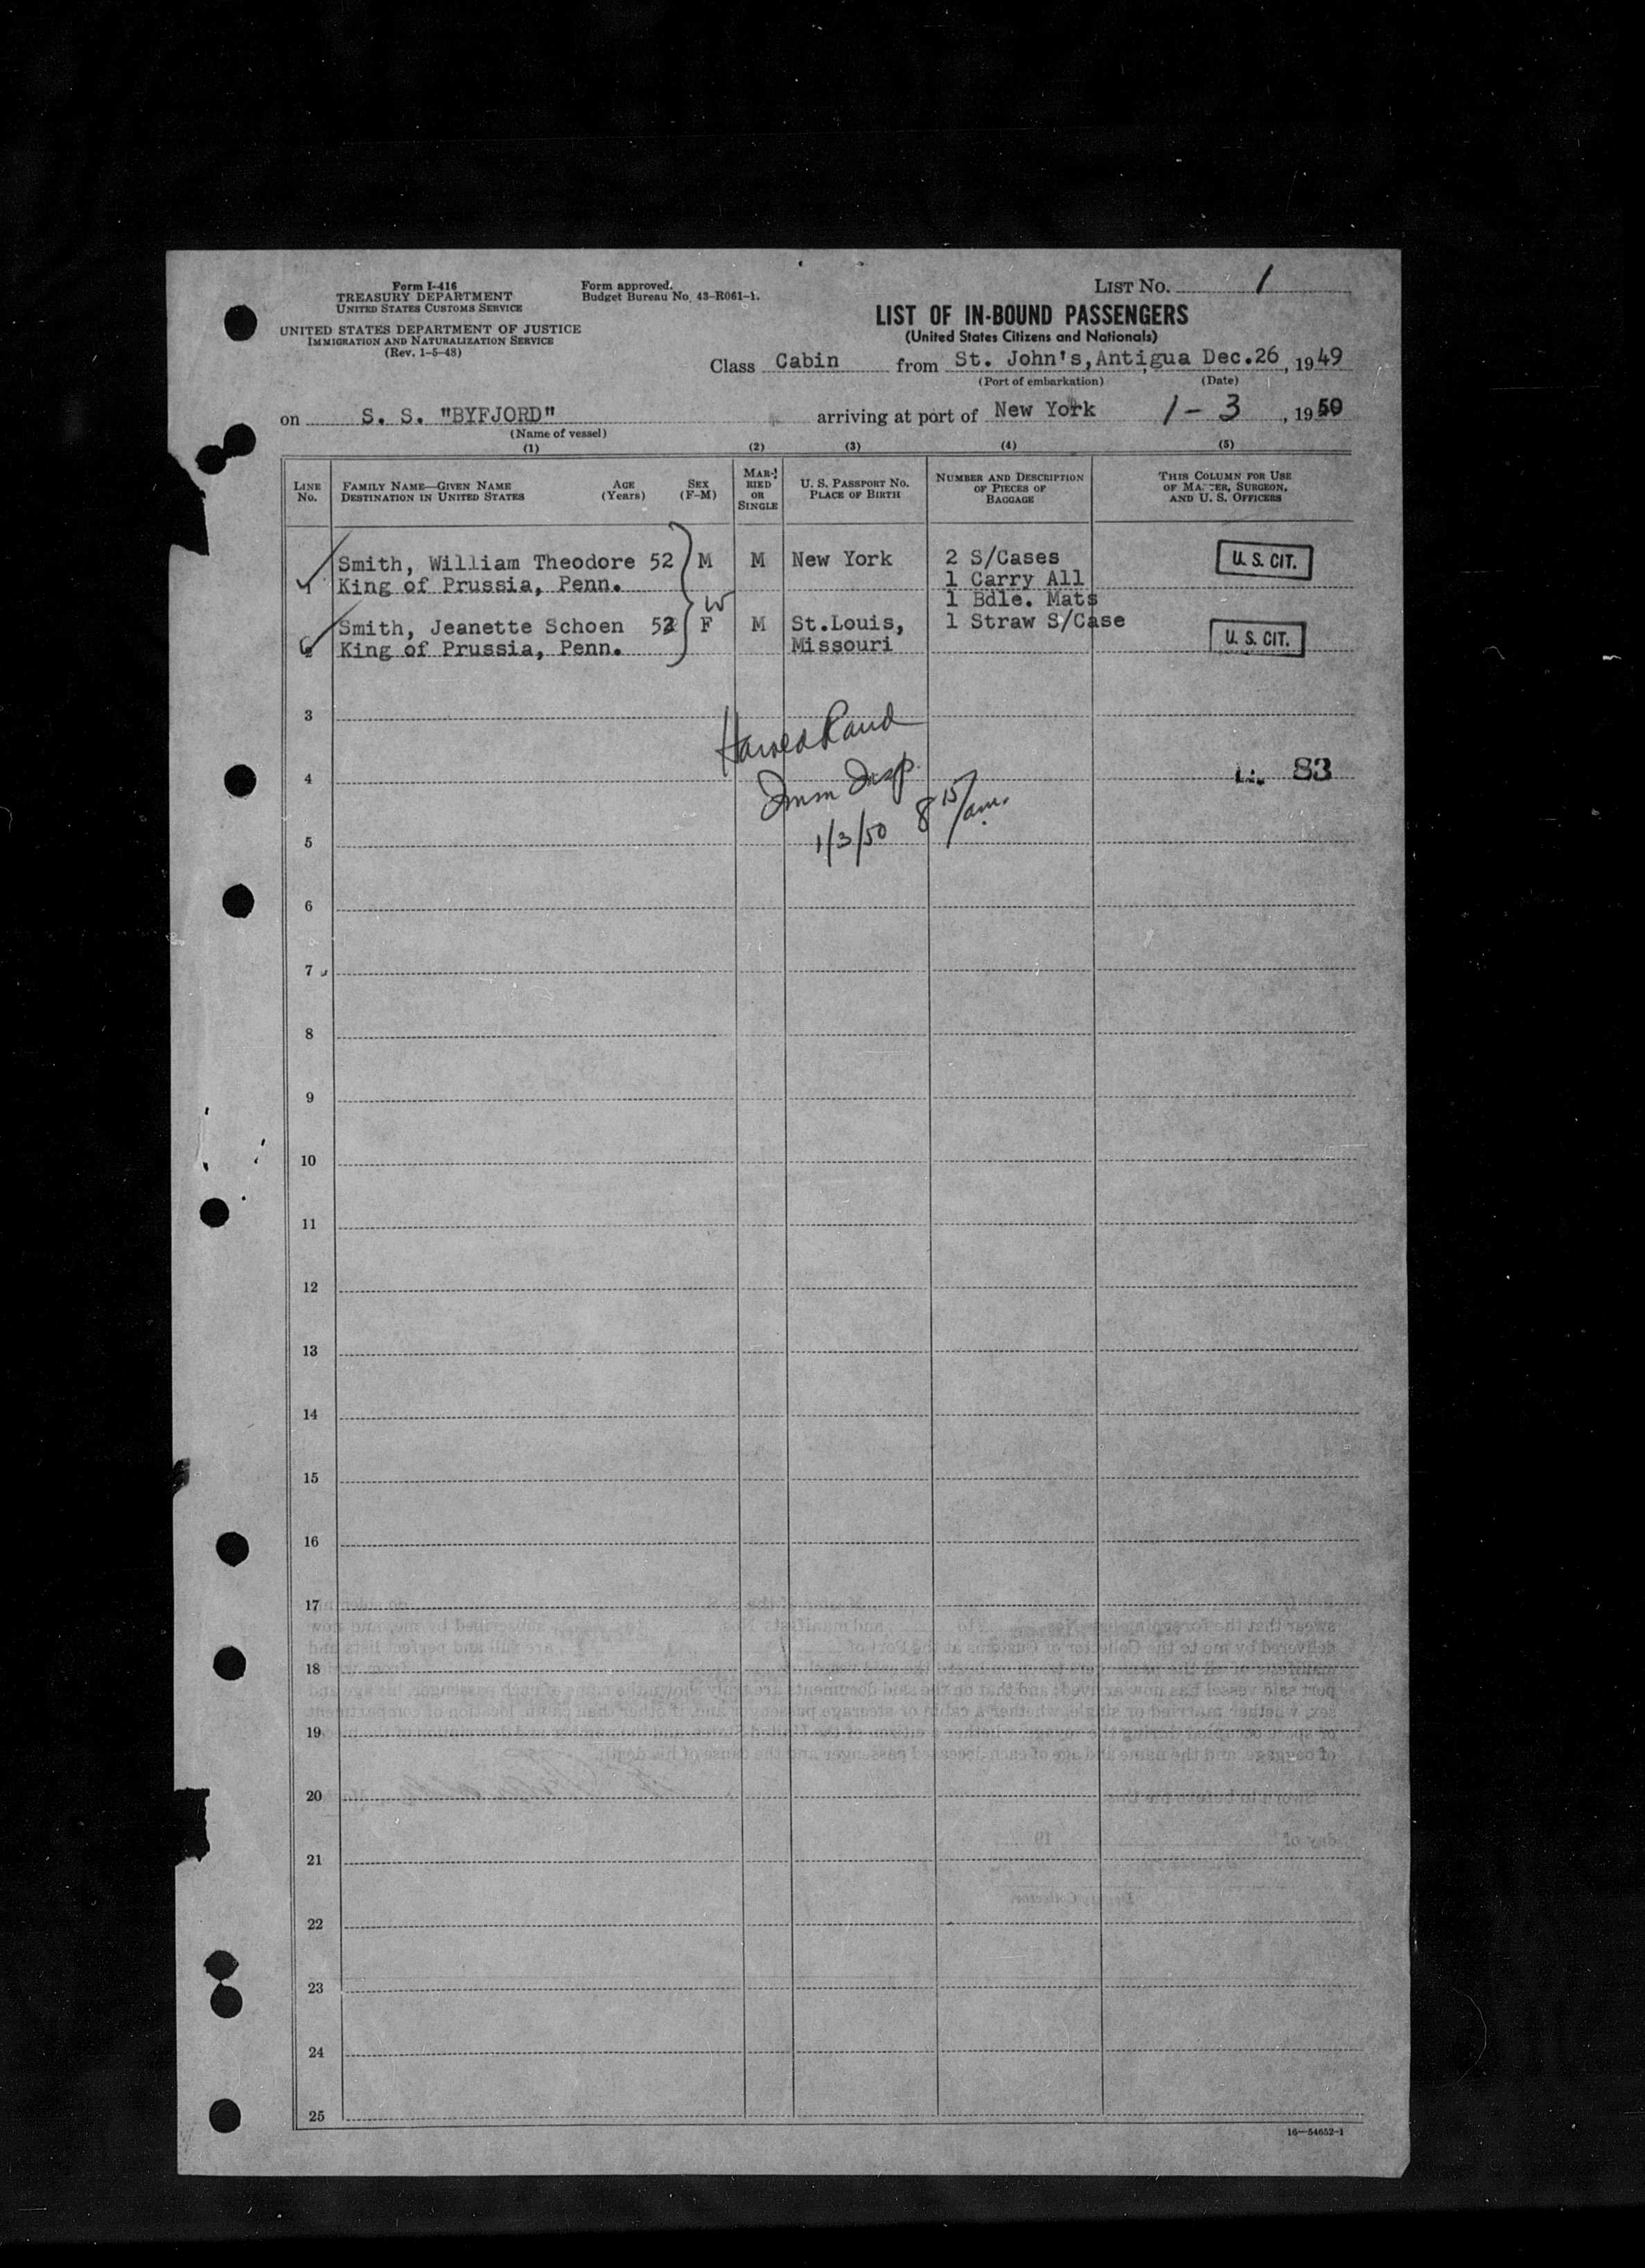 Form I-416
TREASURY DEPARTMENT
UNITED STATES CUSTOMS SERVICE
UNITED STATES DEPARTMENT OF JUSTICE
IMMIGRATION AND NATURALIZATION SERVICE
(Rev. 1-5-48)
Form approved.
Budget Bureau No. 43-R061-1.
LIST NO. 1
LIST OF IN-BOUND PASSENGERS
(United States Citizens and Nationals)
Class Cabin from St. John's, Antigua Dec. 26, 1949
(Port of embarkation) (Date)
on S. S. "BYFJORD" arriving at port of New York 1-3, 1950
(Name of vessel)
(1) (2) (3) (4) (5)
LINE No. FAMILY NAME—GIVEN NAME DESTINATION IN UNITED STATES AGE (Years) SEX (F-M) MARRIED OR SINGLE U. S. PASSPORT NO. PLACE OF BIRTH NUMBER AND DESCRIPTION OF PIECES OF BAGGAGE THIS COLUMN FOR USE OF MASTER, SURGEON, AND U. S. OFFICERS
Smith, William Theodore 52 M M New York 2 S/Cases U. S. CIT.
1 King of Prussia, Penn. 1 Carry All
W 1 Bdle. Mats
Smith, Jeanette Schoen 52 F M St.Louis, 1 Straw S/Case
2 King of Prussia, Penn. Missouri U. S. CIT.
3
Imm Insp.
4 83
1/3/50 8 15/am.
5
6
7
8
9
10
11
12
13
14
15
16
17
18
19
20
21
22
23
24
25
16—54652-1